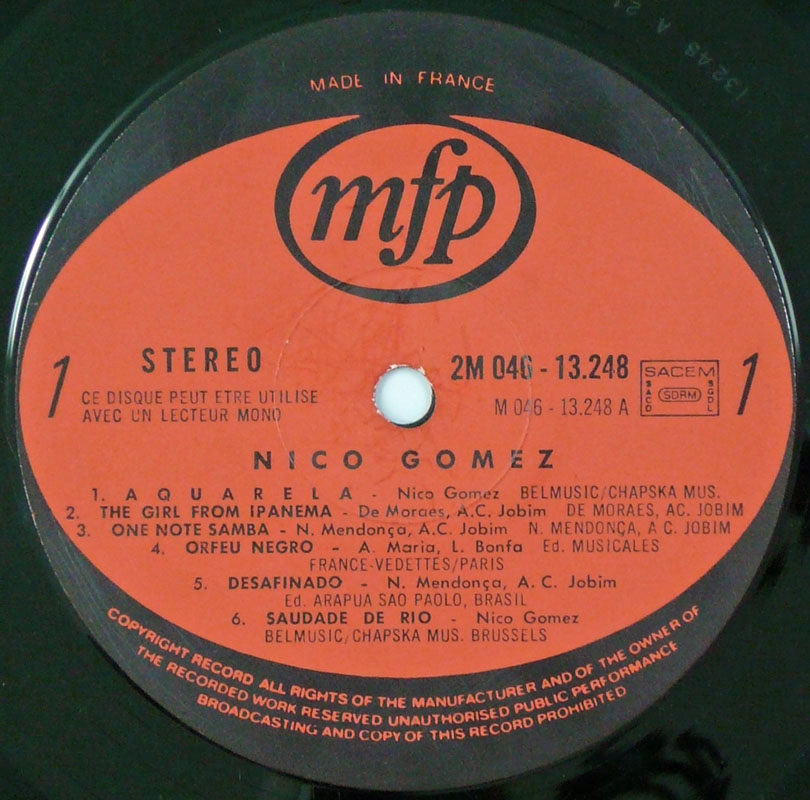 13248 A 21
MADE IN FRANCE
mfp
1
STEREO
CE DISQUE PEUT ETRE UTILISE
AVEC UN LECTEUR MONO
2M 046 - 13.248
M 046 - 13.248 A
SACEM
SACD
SDRM
SGDL
1
NICO GOMEZ
1. AQUARELA - Nico Gomez BELMUSIC/CHAPSKA MUS.
2. THE GIRL FROM IPANEMA - De Moraes, A.C. Jobim DE MORAES, AC. JOBIM
3. ONE NOTE SAMBA - N. Mendonça, A.C. Jobim N. MENDONÇA, A C. JOBIM
4. ORFEU NEGRO - A. Maria, L. Bonfa Ed. MUSICALES
FRANCE-VEDETTES/PARIS
5. DESAFINADO - N. Mendonça, A. C. Jobim
Ed. ARAPUA SAO PAOLO, BRASIL
6. SAUDADE DE RIO - Nico Gomez
BELMUSIC/CHAPSKA MUS. BRUSSELS
COPYRIGHT RECORD ALL RIGHTS OF THE MANUFACTURER AND OF THE OWNER OF
THE RECORDED WORK RESERVED UNAUTHORISED PUBLIC PERFORMANCE
BROADCASTING AND COPY OF THIS RECORD PROHIBITED